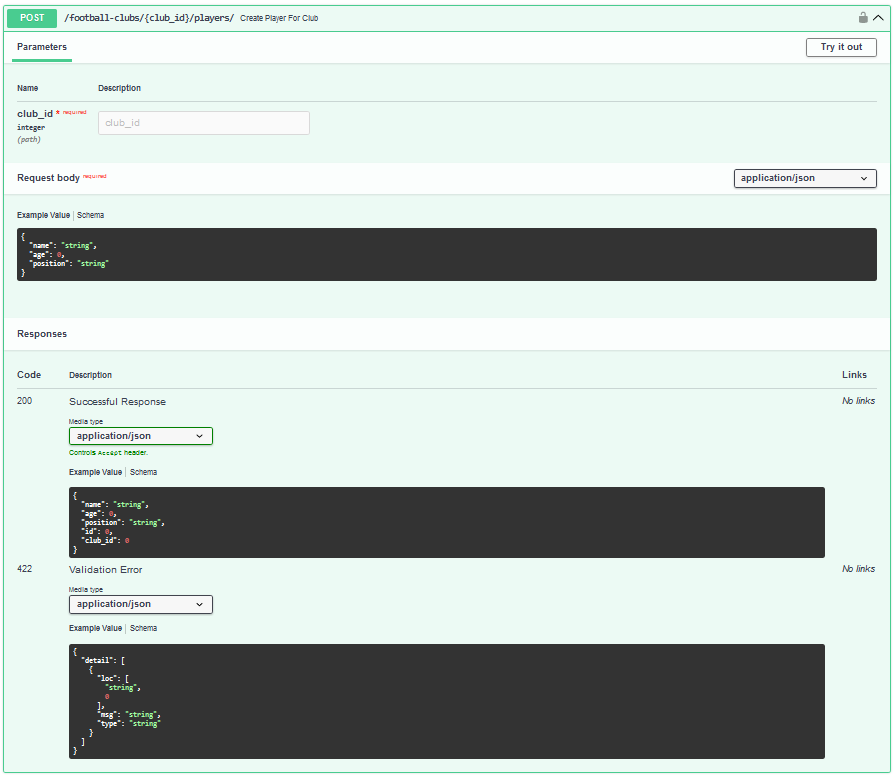 POST /football-clubs/{club_id}/players/ Create Player For Club
Parameters Try it out
Name Description
club_id * required
integer
(path)
club_id
Request body required application/json
Example Value | Schema
{
"name": "string",
"age": 0,
"position": "string"
}
Responses
Code Description Links
200 Successful Response No links
Media type
application/json
Controls Accept header.
Example Value | Schema
{
"name": "string",
"age": 0,
"position": "string",
"id": 0,
"club_id": 0
}
422 Validation Error No links
Media type
application/json
Example Value | Schema
{
"detail": [
{
"loc": [
"string",
0
],
"msg": "string",
"type": "string"
}
]
}